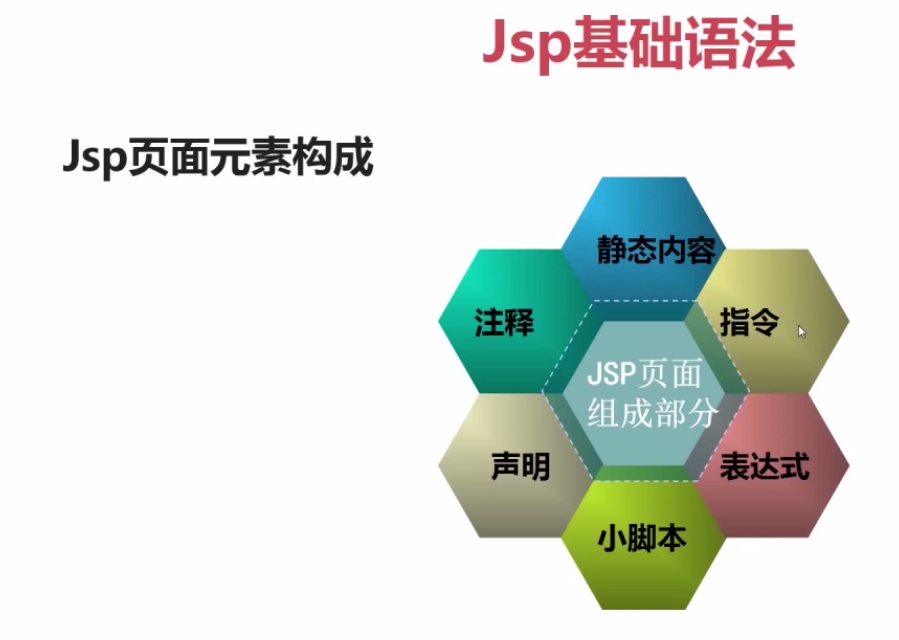 Jsp基础语法
Jsp页面元素构成
静态内容
注释
指令
JSP页面
组成部分
声明
表达式
小脚本